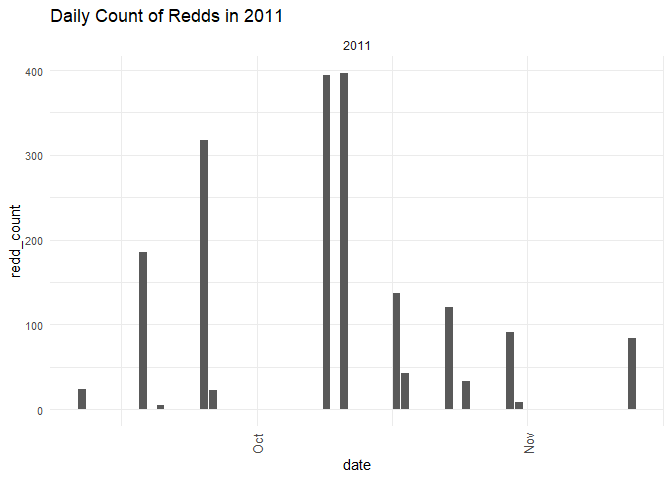 Daily Count of Redds in 2011
2011
400
300
200
100
0
redd_count
Oct
Nov
date